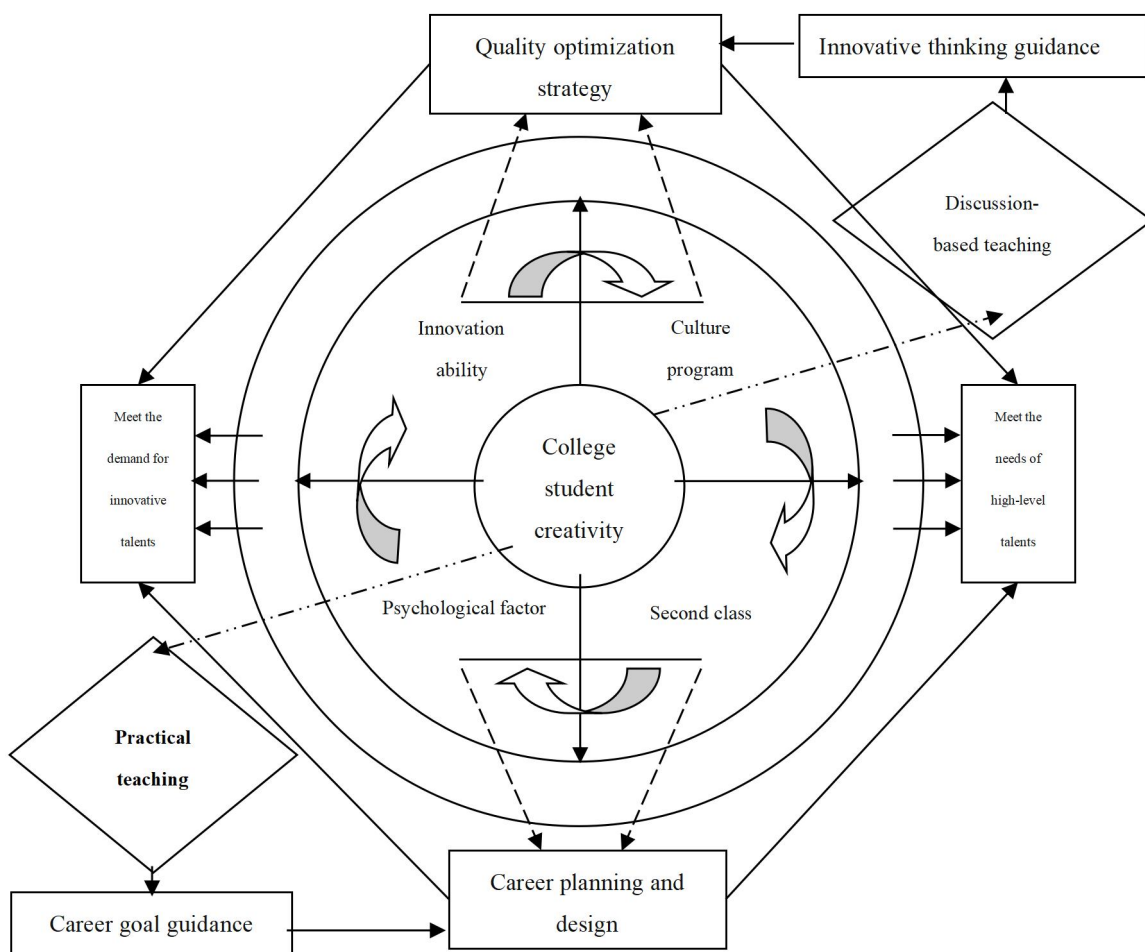 Quality optimization
strategy
Innovative thinking guidance
Discussion-
based teaching
Innovation
ability
Culture
program
Meet the
demand for
innovative
talents
College
student
creativity
Meet the
needs of
high-level
talents
Psychological factor
Second class
Practical
teaching
Career planning and
design
Career goal guidance